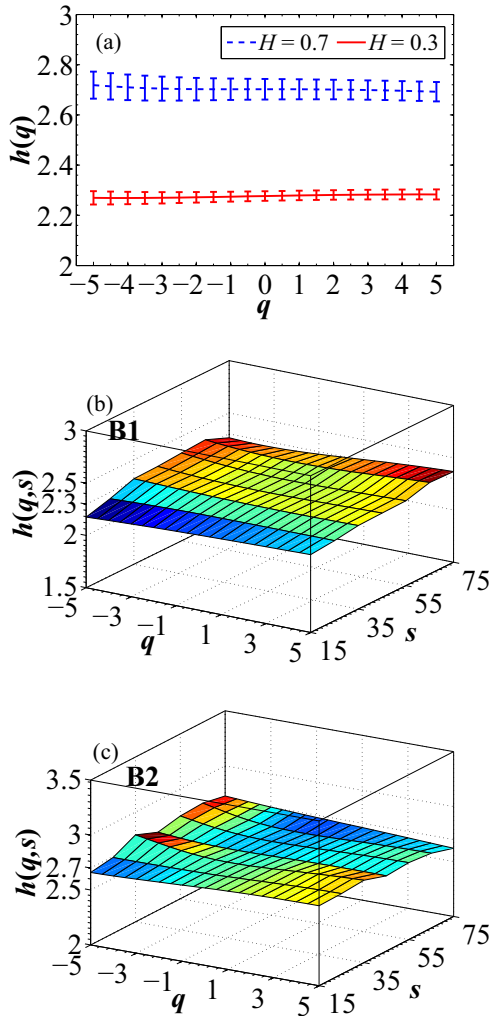 (a)
H = 0.7
H = 0.3
h(q)
3
2.8
2.6
2.4
2.2
2
−5 −4 −3 −2 −1 0 1 2 3 4 5
q
(b)
B1
h(q,s)
3
2.5
2.3
2
1.5
−5 −3 −1 1 3 5
q
15 35 55 75
s
(c)
B2
h(q,s)
3.5
3
2.7
2.5
2
−5 −3 −1 1 3 5
q
15 35 55 75
s